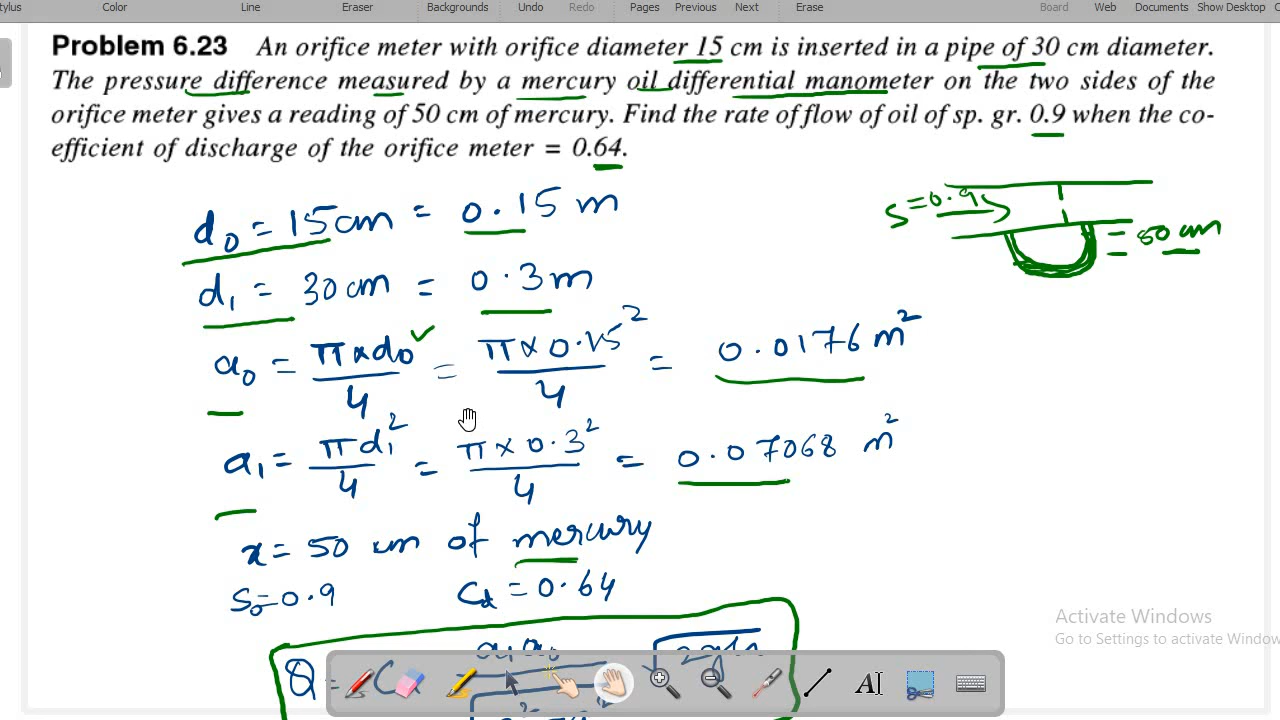 tylus Color Line Eraser Backgrounds Undo Redo Pages Previous Next Erase Board Web Documents Show Desktop
Problem 6.23 An orifice meter with orifice diameter 15 cm is inserted in a pipe of 30 cm diameter.
The pressure difference measured by a mercury oil differential manometer on the two sides of the
orifice meter gives a reading of 50 cm of mercury. Find the rate of flow of oil of sp. gr. 0.9 when the co-
efficient of discharge of the orifice meter = 0.64.
d₀ = 15cm = 0.15 m
S=0.9
50 cm
d₁ = 30 cm = 0.3m
a₀ = π×d₀ / 4 = π×0.15² / 4 = 0.0176 m²
a₁ = πd₁² / 4 = π×0.3² / 4 = 0.07068 m²
x = 50 cm of mercury
S₀=0.9 Cd = 0.64
Activate Windows
Go to Settings to activate Window
Q = C a₁a₀ √2gh